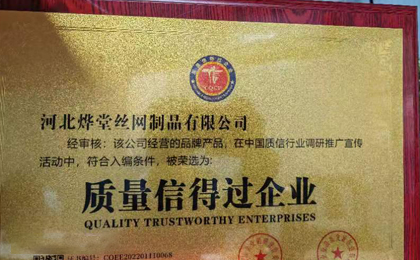 河北烨堂丝网制品有限公司
经审核：该公司经营的品牌产品，在中国质信行业调研推广宣传
活动中，符合入编条件，被荣选为：
质量信得过企业
QUALITY TRUSTWORTHY ENTERPRISES